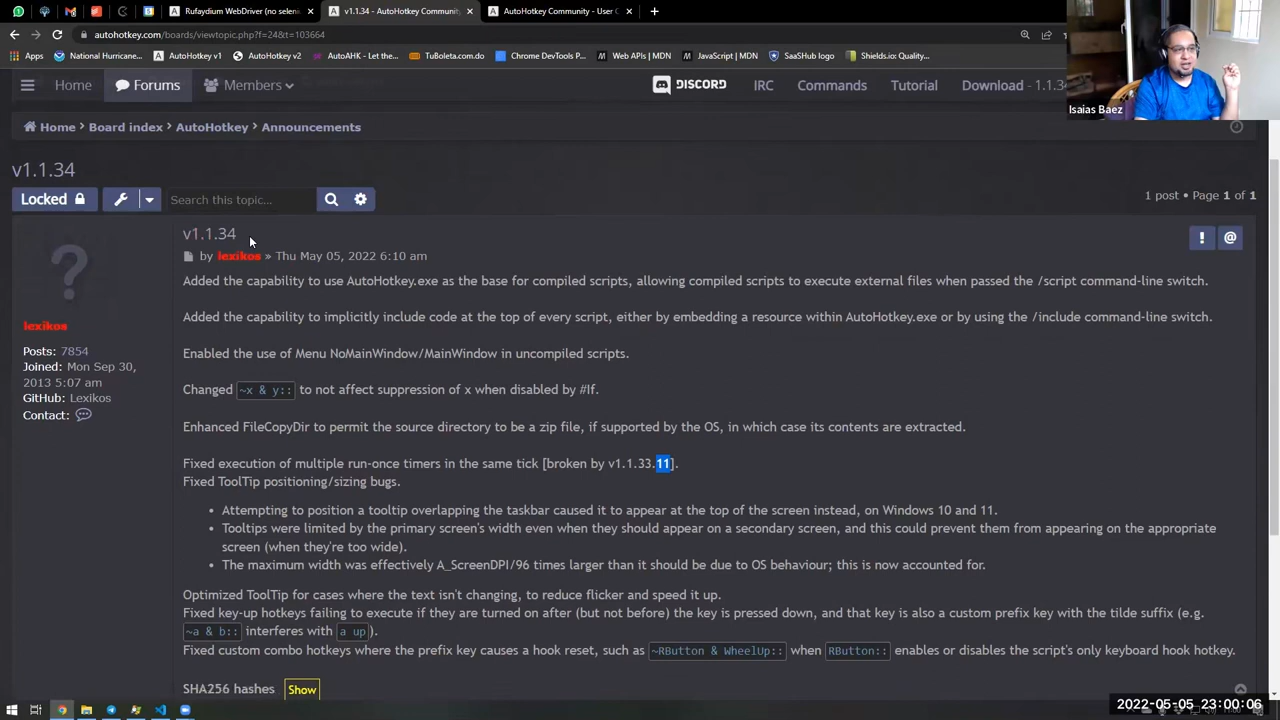 Rufaydium WebDriver (no selen
v1.1.34 - AutoHotkey Communit
AutoHotkey Community - User C
autohotkey.com/boards/viewtopic.php?f=24&t=103664
Apps
National Hurricane...
AutoHotkey v1
AutoHotkey v2
AutoAHK - Let the...
TuBoleta.com.do
Chrome DevTools P...
Web APIs | MDN
JavaScript | MDN
SaaSHub logo
Shields.io: Quality...
Home
Forums
Members
DISCORD
IRC
Commands
Tutorial
Download - 1.1.3
Isaias Baez
Home
Board index
AutoHotkey
Announcements
v1.1.34
Locked
Search this topic...
1 post • Page 1 of 1
v1.1.34
by lexikos » Thu May 05, 2022 6:10 am
lexikos
Posts: 7854
Joined: Mon Sep 30,
2013 5:07 am
GitHub: Lexikos
Contact:
Added the capability to use AutoHotkey.exe as the base for compiled scripts, allowing compiled scripts to execute external files when passed the /script command-line switch.
Added the capability to implicitly include code at the top of every script, either by embedding a resource within AutoHotkey.exe or by using the /include command-line switch.
Enabled the use of Menu NoMainWindow/MainWindow in uncompiled scripts.
Changed ~x & y:: to not affect suppression of x when disabled by #If.
Enhanced FileCopyDir to permit the source directory to be a zip file, if supported by the OS, in which case its contents are extracted.
Fixed execution of multiple run-once timers in the same tick [broken by v1.1.33.11].
Fixed ToolTip positioning/sizing bugs.
• Attempting to position a tooltip overlapping the taskbar caused it to appear at the top of the screen instead, on Windows 10 and 11.
• Tooltips were limited by the primary screen's width even when they should appear on a secondary screen, and this could prevent them from appearing on the appropriate
screen (when they're too wide).
• The maximum width was effectively A_ScreenDPI/96 times larger than it should be due to OS behaviour; this is now accounted for.
Optimized ToolTip for cases where the text isn't changing, to reduce flicker and speed it up.
Fixed key-up hotkeys failing to execute if they are turned on after (but not before) the key is pressed down, and that key is also a custom prefix key with the tilde suffix (e.g.
~a & b:: interferes with a up).
Fixed custom combo hotkeys where the prefix key causes a hook reset, such as ~RButton & WheelUp:: when RButton:: enables or disables the script's only keyboard hook hotkey.
SHA256 hashes Show
2022-05-05 23:00:06